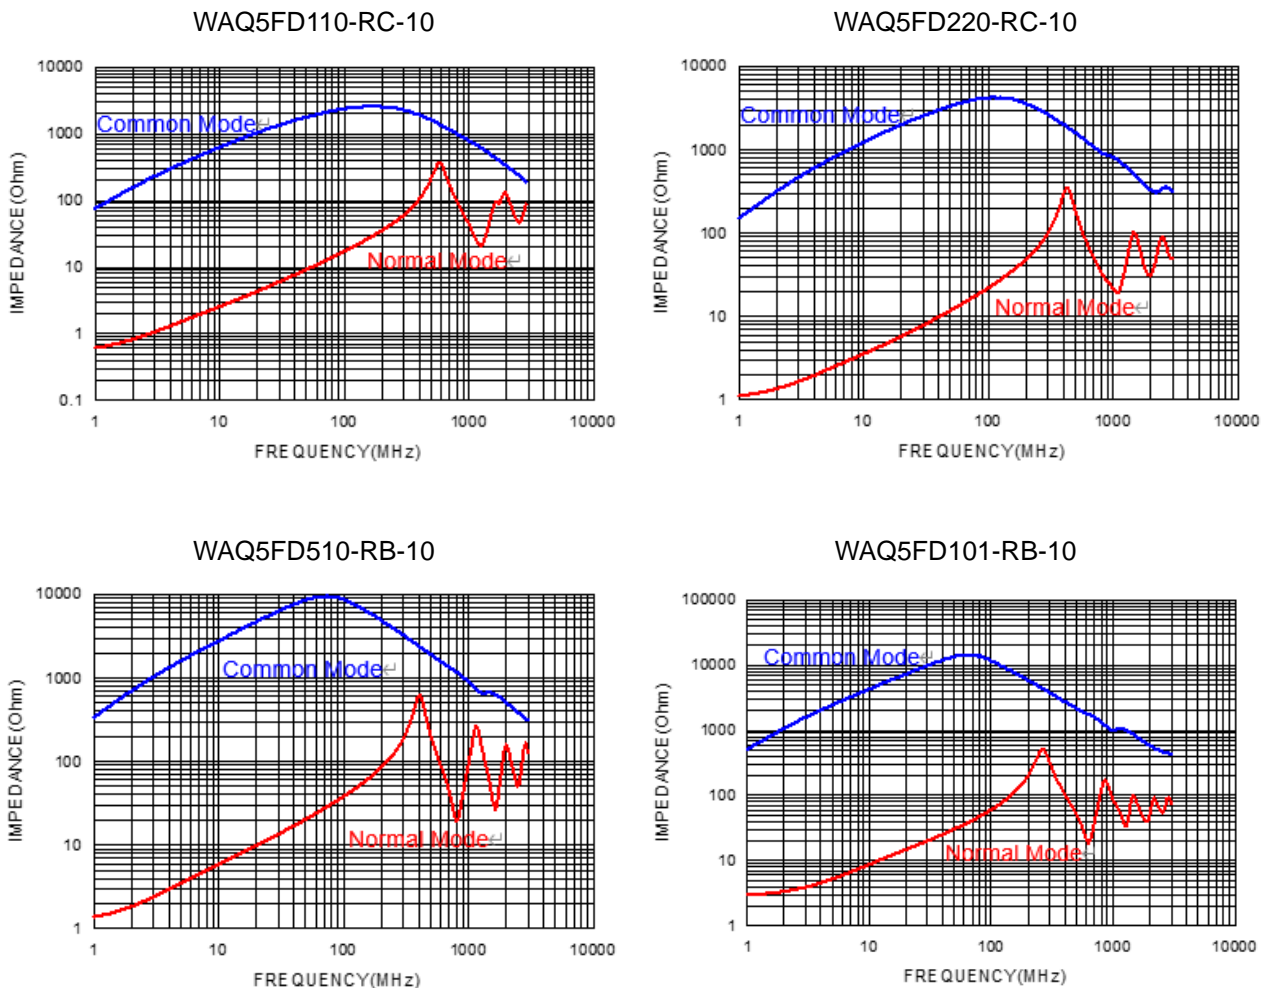 WAQ5FD110-RC-10
10000
1000
100
10
1
0.1
IMPEDANCE(Ohm)
Common Mode↵
Normal Mode↵
1 10 100 1000 10000
FREQUENCY(MHz)
WAQ5FD220-RC-10
10000
1000
100
10
1
IMPEDANCE(Ohm)
Common Mode↵
Normal Mode↵
1 10 100 1000 10000
FREQUENCY(MHz)
WAQ5FD510-RB-10
10000
1000
100
10
1
IMPEDANCE(Ohm)
Common Mode↵
Normal Mode↵
1 10 100 1000 10000
FREQUENCY(MHz)
WAQ5FD101-RB-10
100000
10000
1000
100
10
1
IMPEDANCE(Ohm)
Common Mode↵
Normal Mode↵
1 10 100 1000 10000
FREQUENCY(MHz)